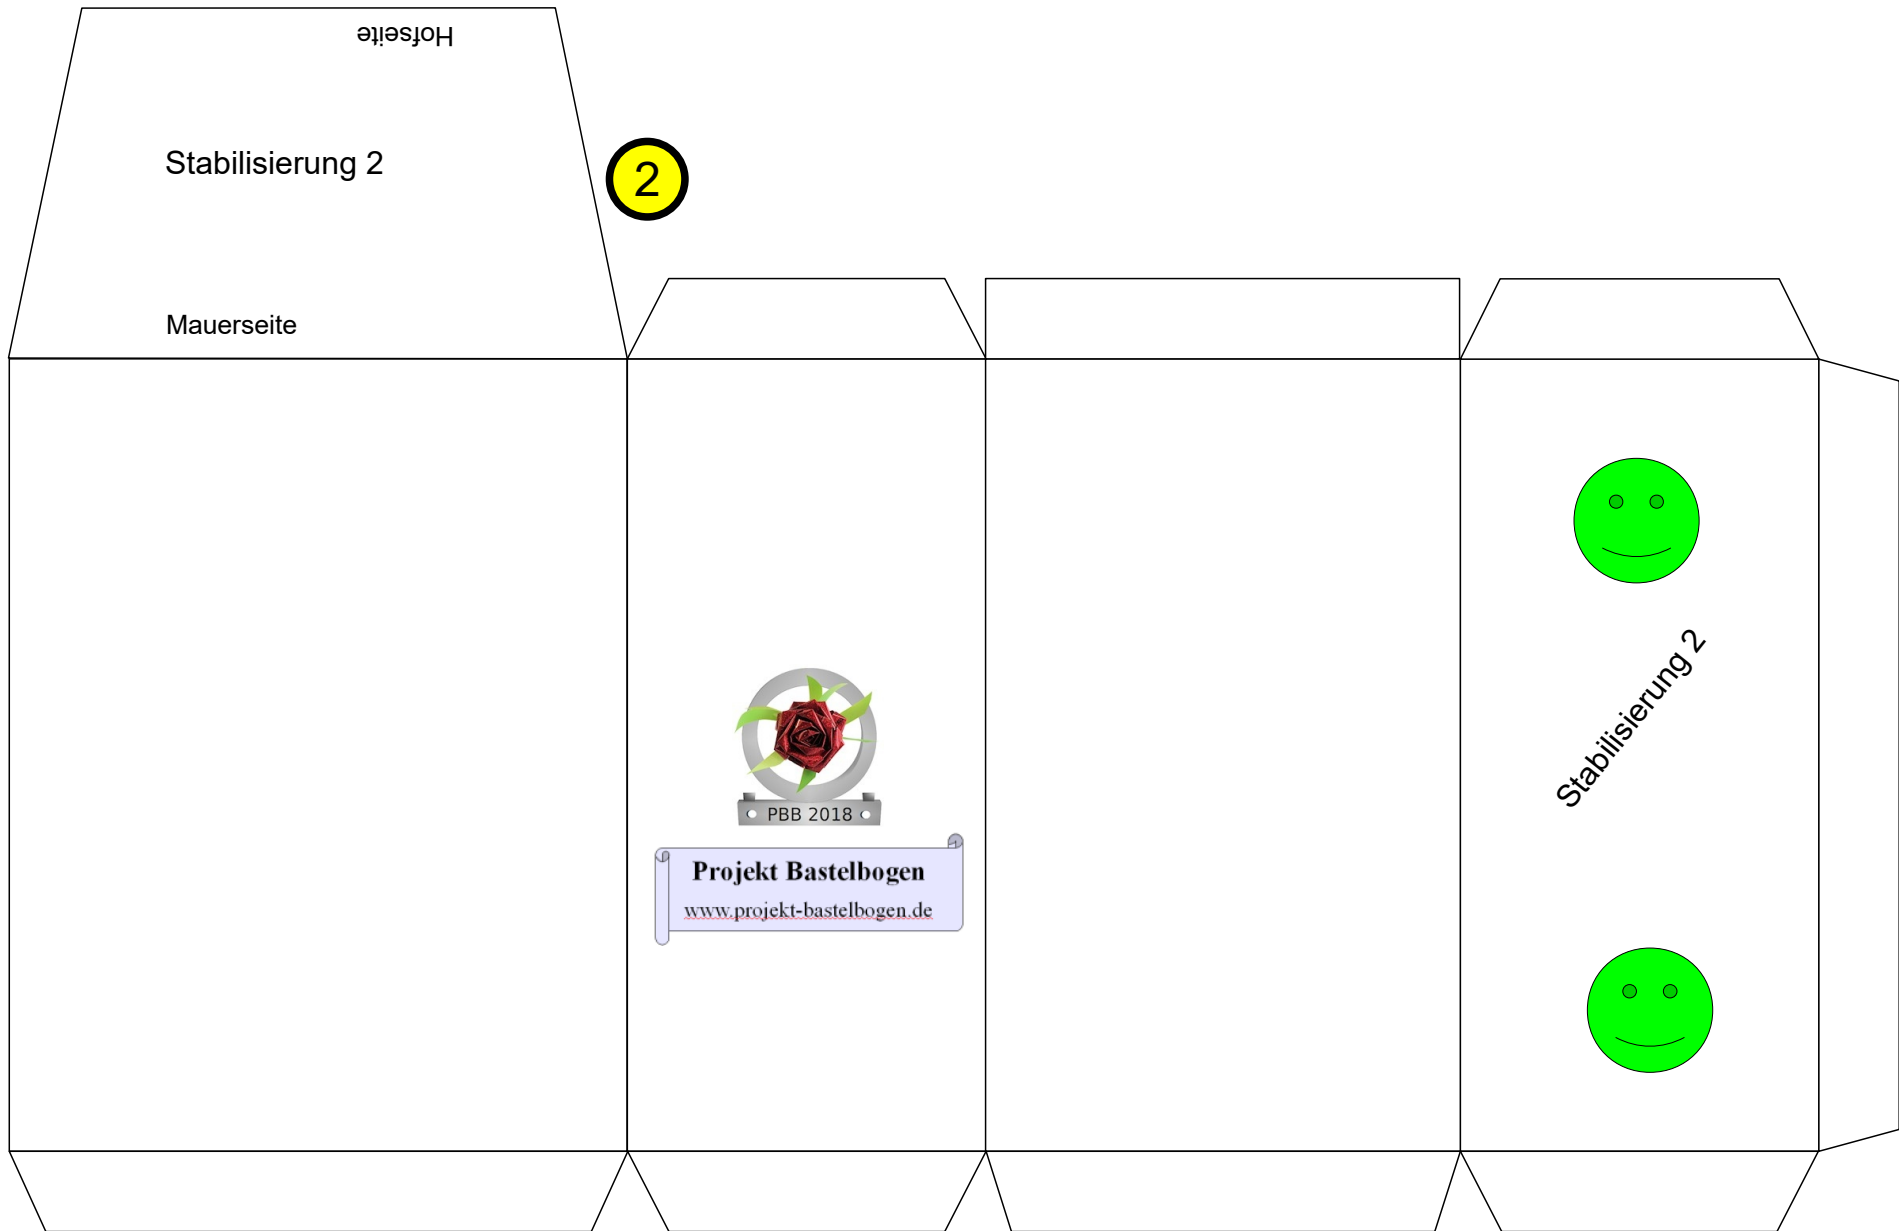 Hofseite
Stabilisierung 2
2
Mauerseite
Stabilisierung 2
PBB 2018
Projekt Bastelbogen
www.projekt-bastelbogen.de